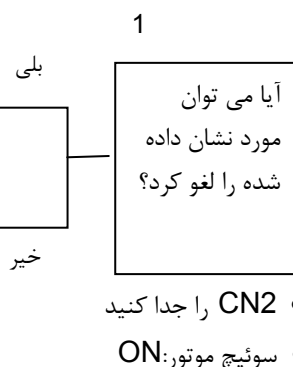 1
بلی
آیا می توان
مورد نشان داده
شده را لغو کرد؟
خیر
• CN2 را جدا کنید
سوئیچ موتور:ON